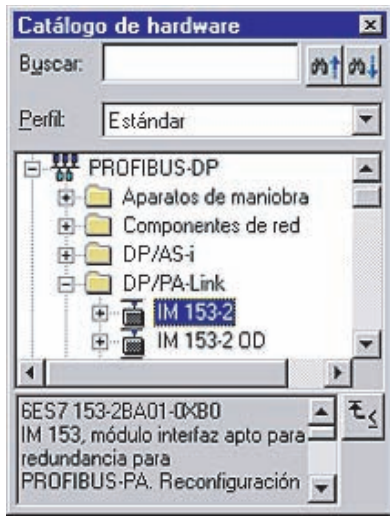 Catálogo de hardware
Buscar:
Perfil: Estándar
PROFIBUS-DP
Aparatos de maniobra
Componentes de red
DP/AS-i
DP/PA-Link
IM 153-2
IM 153-2 OD
6ES7 153-2BA01-0XB0
IM 153, módulo interfaz apto para
redundancia para
PROFIBUS-PA. Reconfiguración